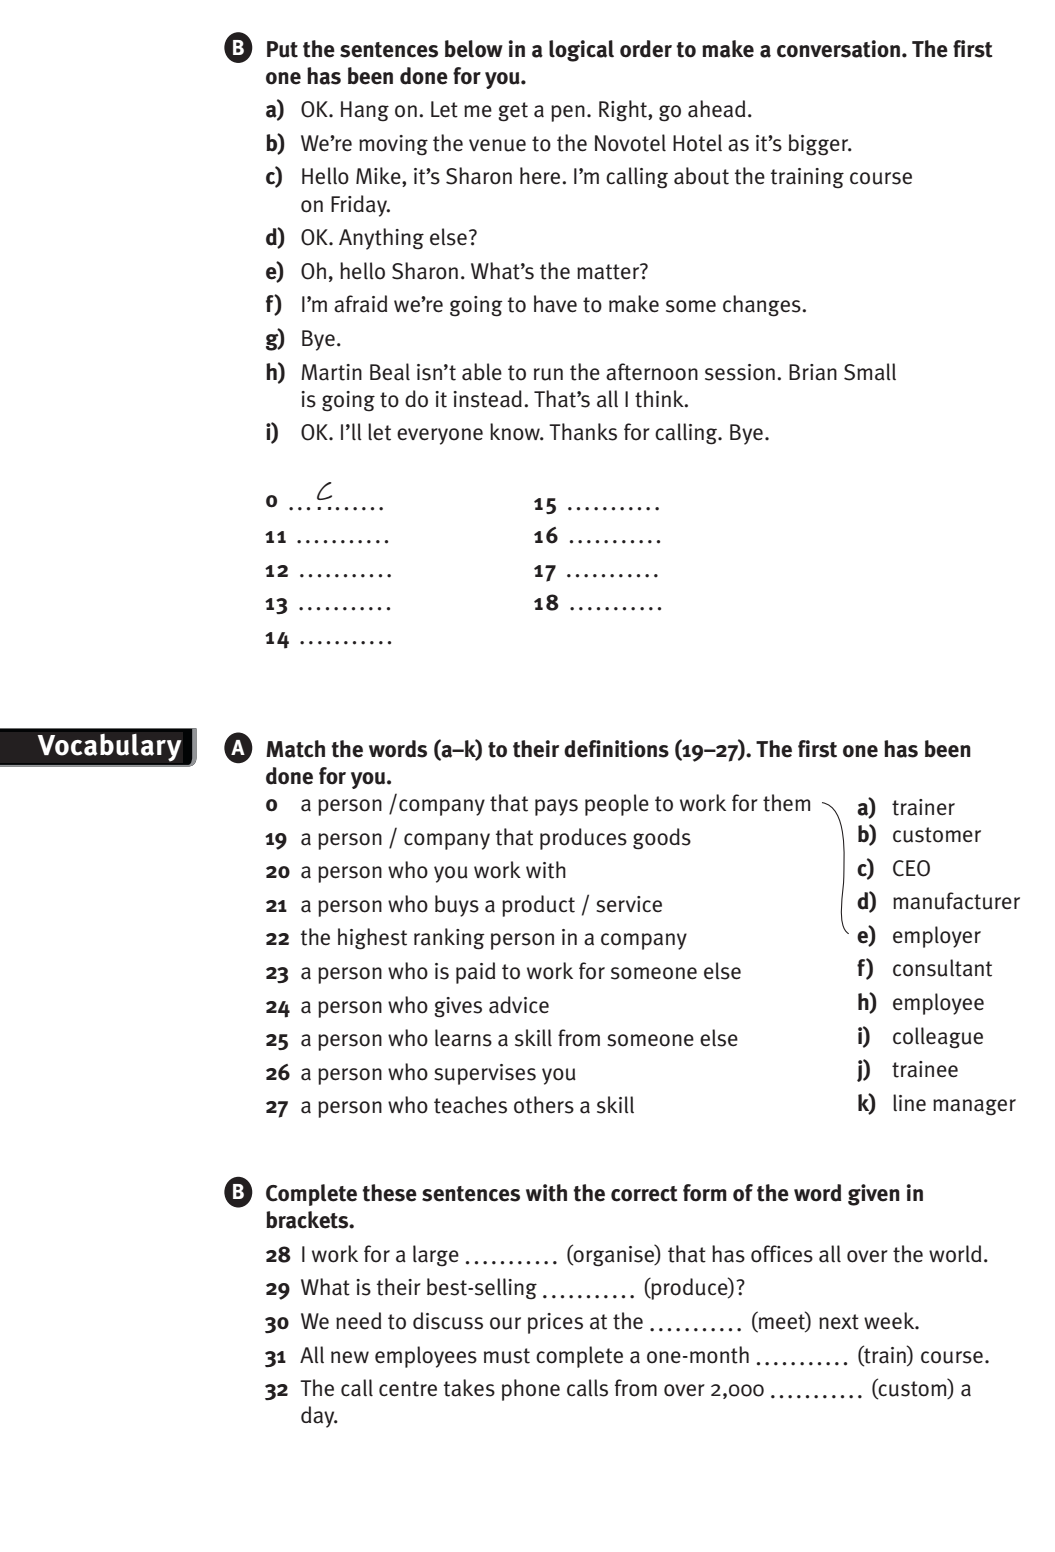 B Put the sentences below in a logical order to make a conversation. The first
one has been done for you.
a) OK. Hang on. Let me get a pen. Right, go ahead.
b) We’re moving the venue to the Novotel Hotel as it’s bigger.
c) Hello Mike, it’s Sharon here. I’m calling about the training course
on Friday.
d) OK. Anything else?
e) Oh, hello Sharon. What’s the matter?
f) I’m afraid we’re going to have to make some changes.
g) Bye.
h) Martin Beal isn’t able to run the afternoon session. Brian Small
is going to do it instead. That’s all I think.
i) OK. I’ll let everyone know. Thanks for calling. Bye.
0 ....c.......
11 ...........
12 ...........
13 ...........
14 ...........
15 ...........
16 ...........
17 ...........
18 ...........
Vocabulary
A Match the words (a–k) to their definitions (19–27). The first one has been
done for you.
0 a person /company that pays people to work for them
19 a person / company that produces goods
20 a person who you work with
21 a person who buys a product / service
22 the highest ranking person in a company
23 a person who is paid to work for someone else
24 a person who gives advice
25 a person who learns a skill from someone else
26 a person who supervises you
27 a person who teaches others a skill
a) trainer
b) customer
c) CEO
d) manufacturer
e) employer
f) consultant
h) employee
i) colleague
j) trainee
k) line manager
B Complete these sentences with the correct form of the word given in
brackets.
28 I work for a large ........... (organise) that has offices all over the world.
29 What is their best-selling ........... (produce)?
30 We need to discuss our prices at the ........... (meet) next week.
31 All new employees must complete a one-month ........... (train) course.
32 The call centre takes phone calls from over 2,000 ........... (custom) a
day.